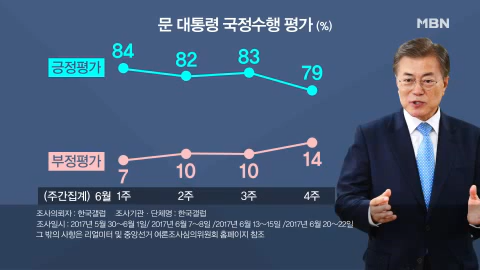 문 대통령 국정수행 평가 (%)
MBN
긍정평가
84
82
83
79
부정평가
7
10
10
14
(주간집계) 6월 1주 2주 3주 4주
조사의뢰자 : 한국갤럽 조사기관 · 단체명 : 한국갤럽
조사일시 : 2017년 5월 30~6월 1일/ 2017년 6월 7~8일 /2017년 6월 13~15일 /2017년 6월 20~22일
그 밖의 사항은 리얼미터 및 중앙선거 여론조사심의위원회 홈페이지 참조